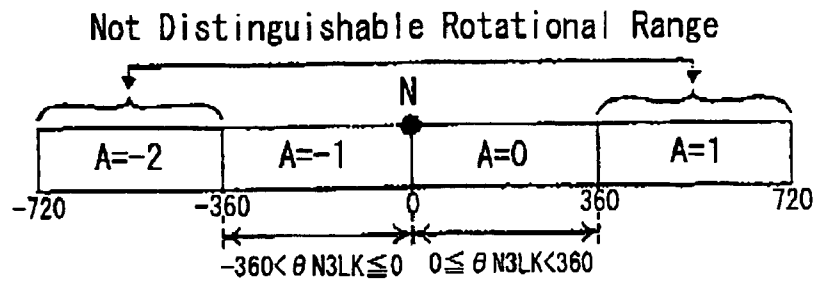 Not Distinguishable Rotational Range
N
A=-2 A=-1 A=0 A=1
-720 -360 0 360 720
-360<θN3LK≦0 0≦θN3LK<360